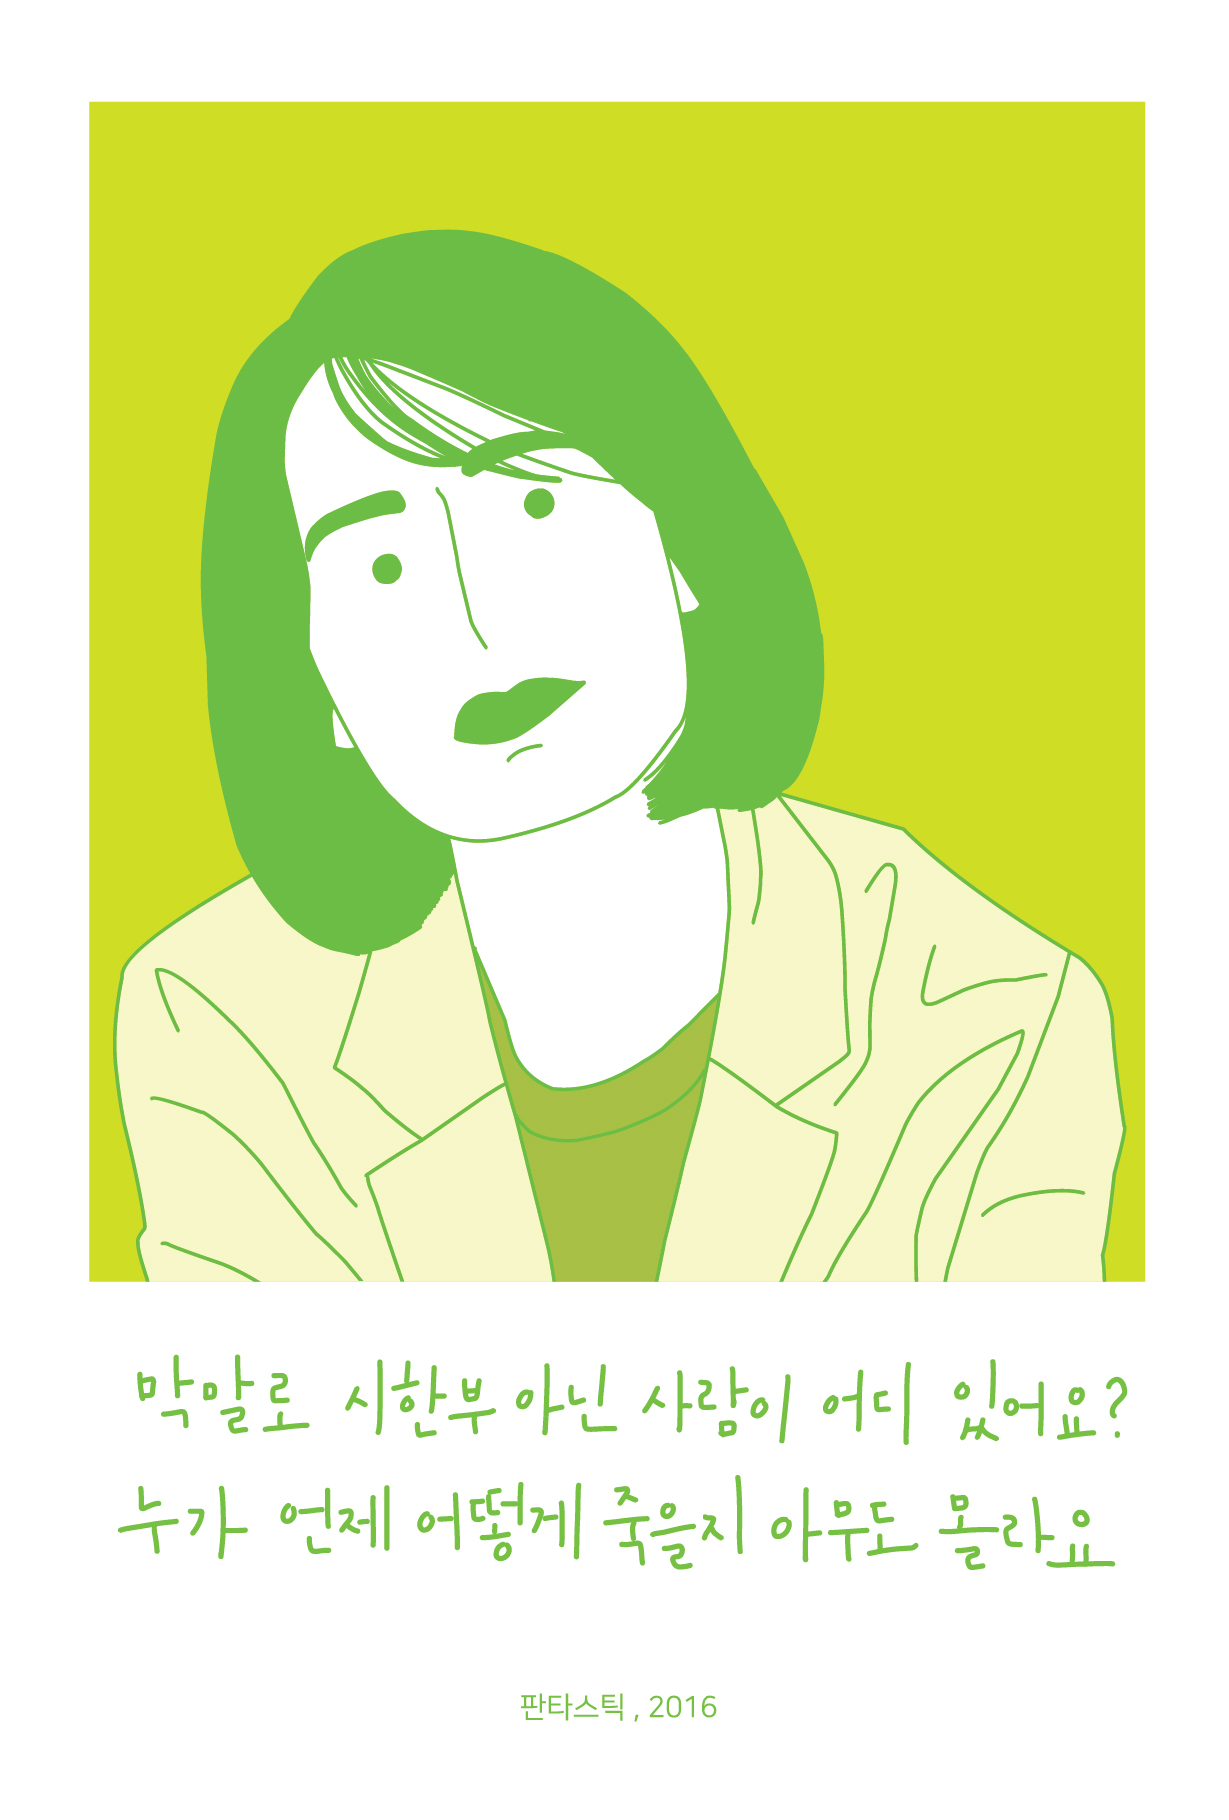 막말로 시한부 아닌 사람이 어디 있어요?
누가 언제 어떻게 죽을지 아무도 몰라요
판타스틱, 2016